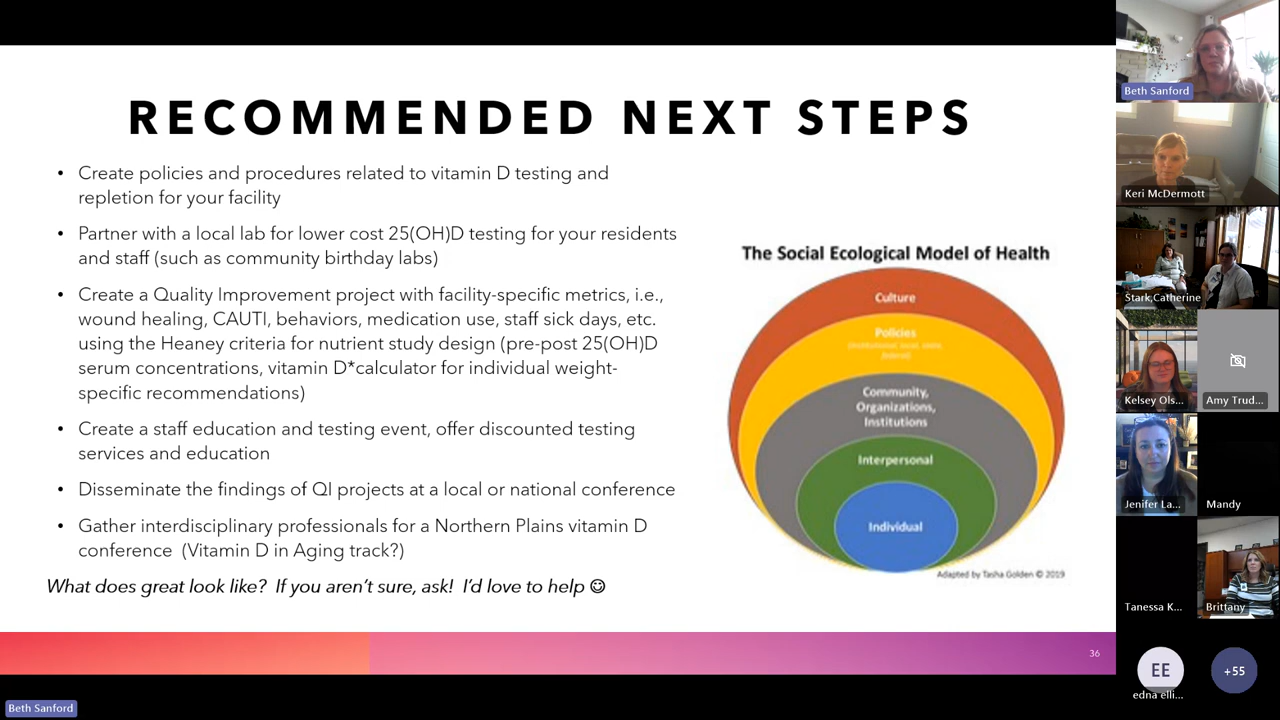 RECOMMENDED NEXT STEPS
• Create policies and procedures related to vitamin D testing and
repletion for your facility
• Partner with a local lab for lower cost 25(OH)D testing for your residents
and staff (such as community birthday labs)
• Create a Quality Improvement project with facility-specific metrics, i.e.,
wound healing, CAUTI, behaviors, medication use, staff sick days, etc.
using the Heaney criteria for nutrient study design (pre-post 25(OH)D
serum concentrations, vitamin D*calculator for individual weight-
specific recommendations)
• Create a staff education and testing event, offer discounted testing
services and education
• Disseminate the findings of QI projects at a local or national conference
• Gather interdisciplinary professionals for a Northern Plains vitamin D
conference (Vitamin D in Aging track?)
What does great look like? If you aren't sure, ask! I'd love to help ☺
The Social Ecological Model of Health
Culture
Policies
Community,
Organizations,
Institutions
Interpersonal
Individual
Adapted by Tasha Golden © 2019
36
Beth Sanford
Beth Sanford
Keri McDermott
Stark,Catherine
Kelsey Ols...
Amy Trud...
Jenifer La...
Mandy
Tanessa K...
Brittany
EE
edna elli...
+55